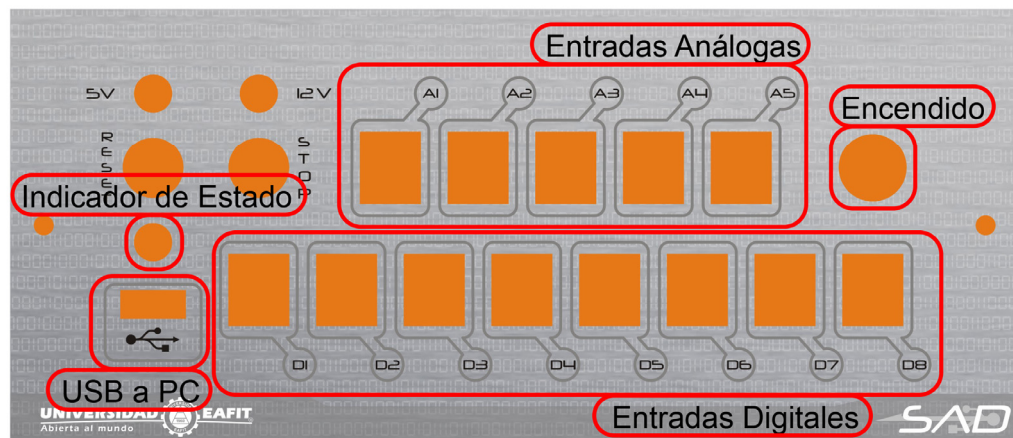 Entradas Análogas
5V
12V
A1
A2
A3
A4
A5
Encendido
RESET
STOP
Indicador de Estado
USB a PC
D1
D2
D3
D4
D5
D6
D7
D8
Entradas Digitales
UNIVERSIDAD EAFIT
Abierta al mundo
SAD